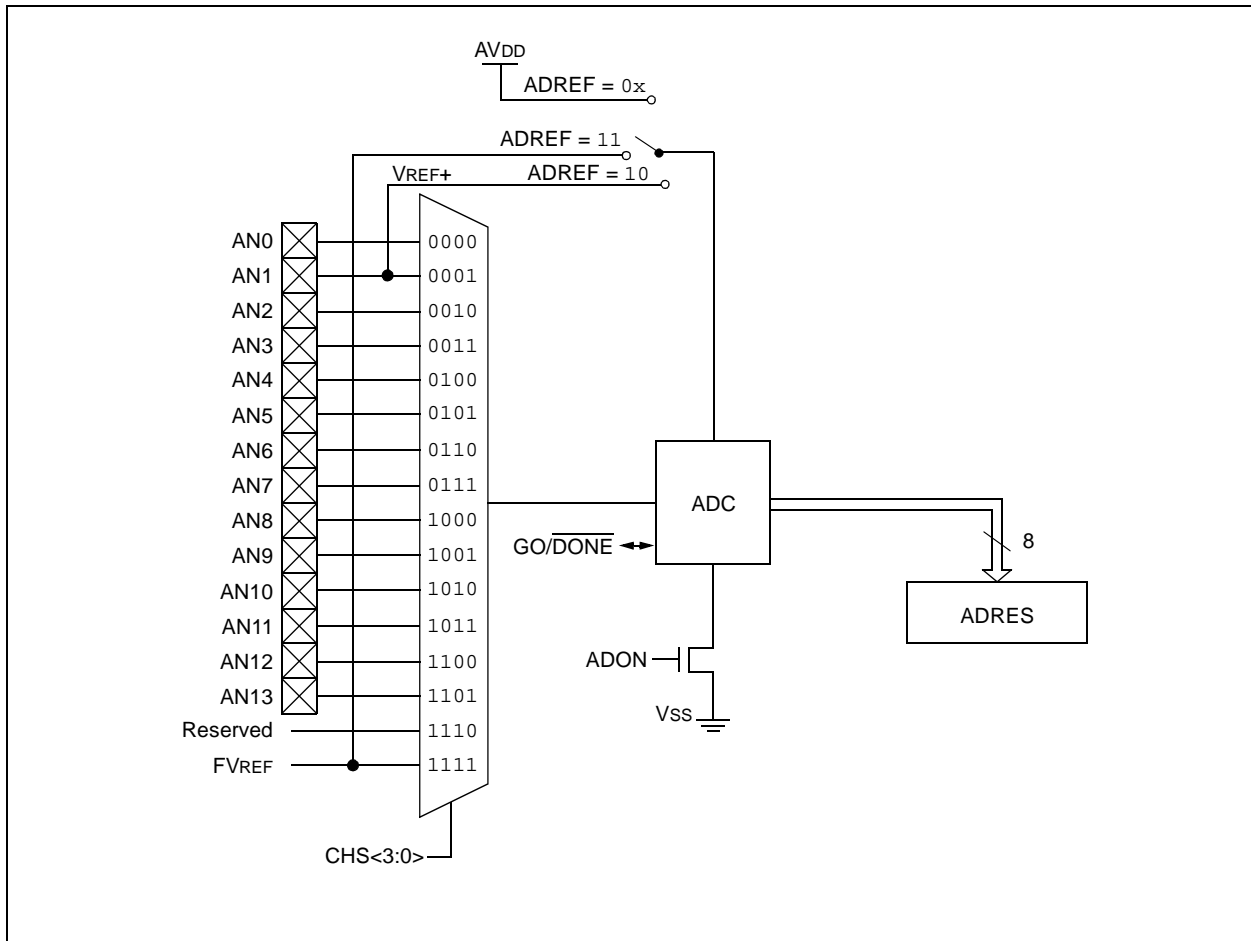 AVDD
ADREF = 0x
ADREF = 11
VREF+
ADREF = 10
AN0
0000
AN1
0001
AN2
0010
AN3
0011
AN4
0100
AN5
0101
AN6
0110
AN7
0111
AN8
1000
AN9
1001
AN10
1010
AN11
1011
AN12
1100
AN13
1101
Reserved
1110
FVREF
1111
CHS<3:0>
ADC
GO/DONE
8
ADRES
ADON
VSS